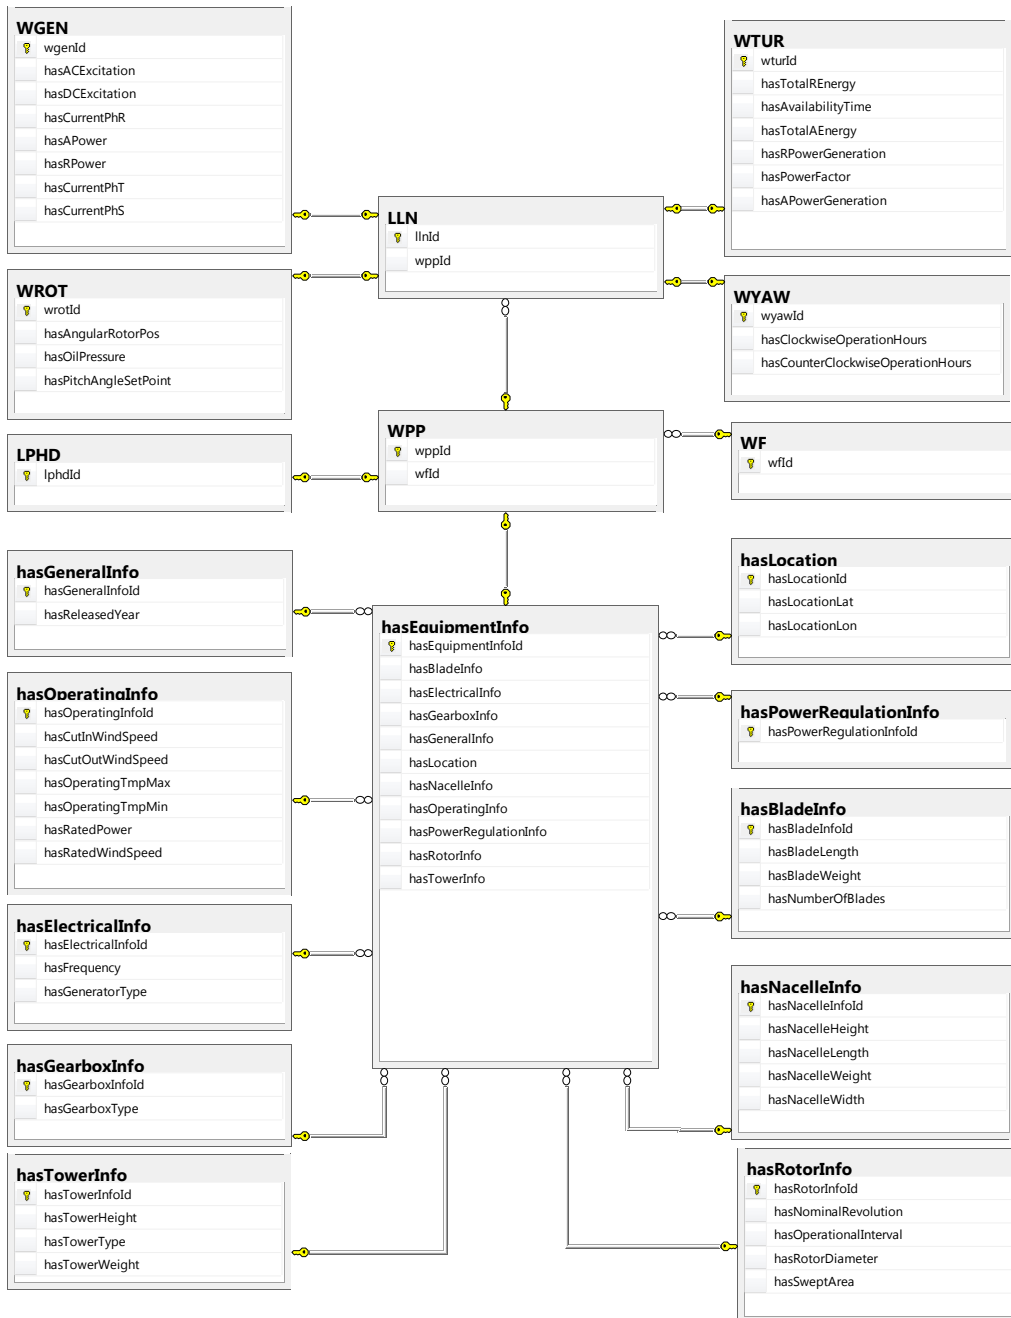 WGEN
wgenId
hasACExcitation
hasDCExcitation
hasCurrentPhR
hasAPower
hasRPower
hasCurrentPhT
hasCurrentPhS
WTUR
wturId
hasTotalREnergy
hasAvailabilityTime
hasTotalAEnergy
hasRPowerGeneration
hasPowerFactor
hasAPowerGeneration
LLN
llnId
wppId
WROT
wrotId
hasAngularRotorPos
hasOilPressure
hasPitchAngleSetPoint
WYAW
wyawId
hasClockwiseOperationHours
hasCounterClockwiseOperationHours
LPHD
lphdId
WPP
wppId
wfId
WF
wfId
hasGeneralInfo
hasGeneralInfoId
hasReleasedYear
hasLocation
hasLocationId
hasLocationLat
hasLocationLon
hasEquipmentInfo
hasEquipmentInfoId
hasBladeInfo
hasElectricalInfo
hasGearboxInfo
hasGeneralInfo
hasLocation
hasNacelleInfo
hasOperatingInfo
hasPowerRegulationInfo
hasRotorInfo
hasTowerInfo
hasOperatingInfo
hasOperatingInfoId
hasCutInWindSpeed
hasCutOutWindSpeed
hasOperatingTmpMax
hasOperatingTmpMin
hasRatedPower
hasRatedWindSpeed
hasPowerRegulationInfo
hasPowerRegulationInfoId
hasBladeInfo
hasBladeInfoId
hasBladeLength
hasBladeWeight
hasNumberOfBlades
hasElectricalInfo
hasElectricalInfoId
hasFrequency
hasGeneratorType
hasNacelleInfo
hasNacelleInfoId
hasNacelleHeight
hasNacelleLength
hasNacelleWeight
hasNacelleWidth
hasGearboxInfo
hasGearboxInfoId
hasGearboxType
hasTowerInfo
hasTowerInfoId
hasTowerHeight
hasTowerType
hasTowerWeight
hasRotorInfo
hasRotorInfoId
hasNominalRevolution
hasOperationalInterval
hasRotorDiameter
hasSweptArea